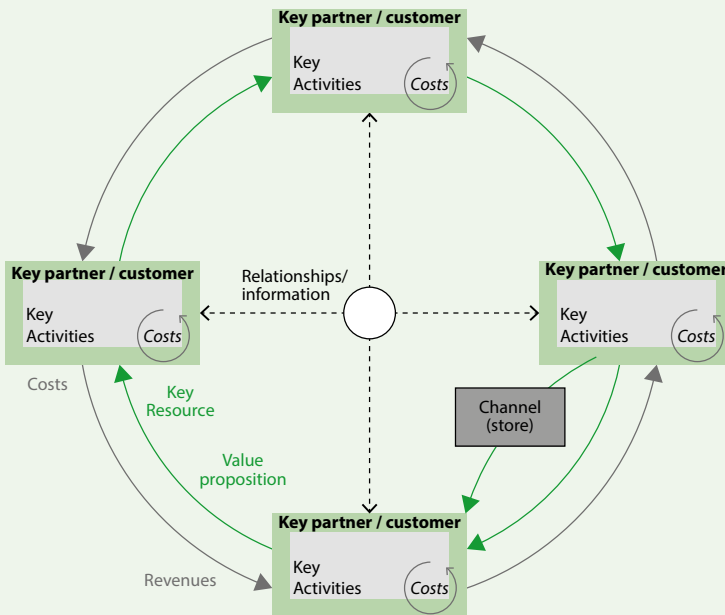 Key partner / customer
Key
Activities
Costs
Key partner / customer
Key
Activities
Costs
Relationships/
information
Key partner / customer
Key
Activities
Costs
Costs
Key
Resource
Channel
(store)
Value
proposition
Revenues
Key partner / customer
Key
Activities
Costs